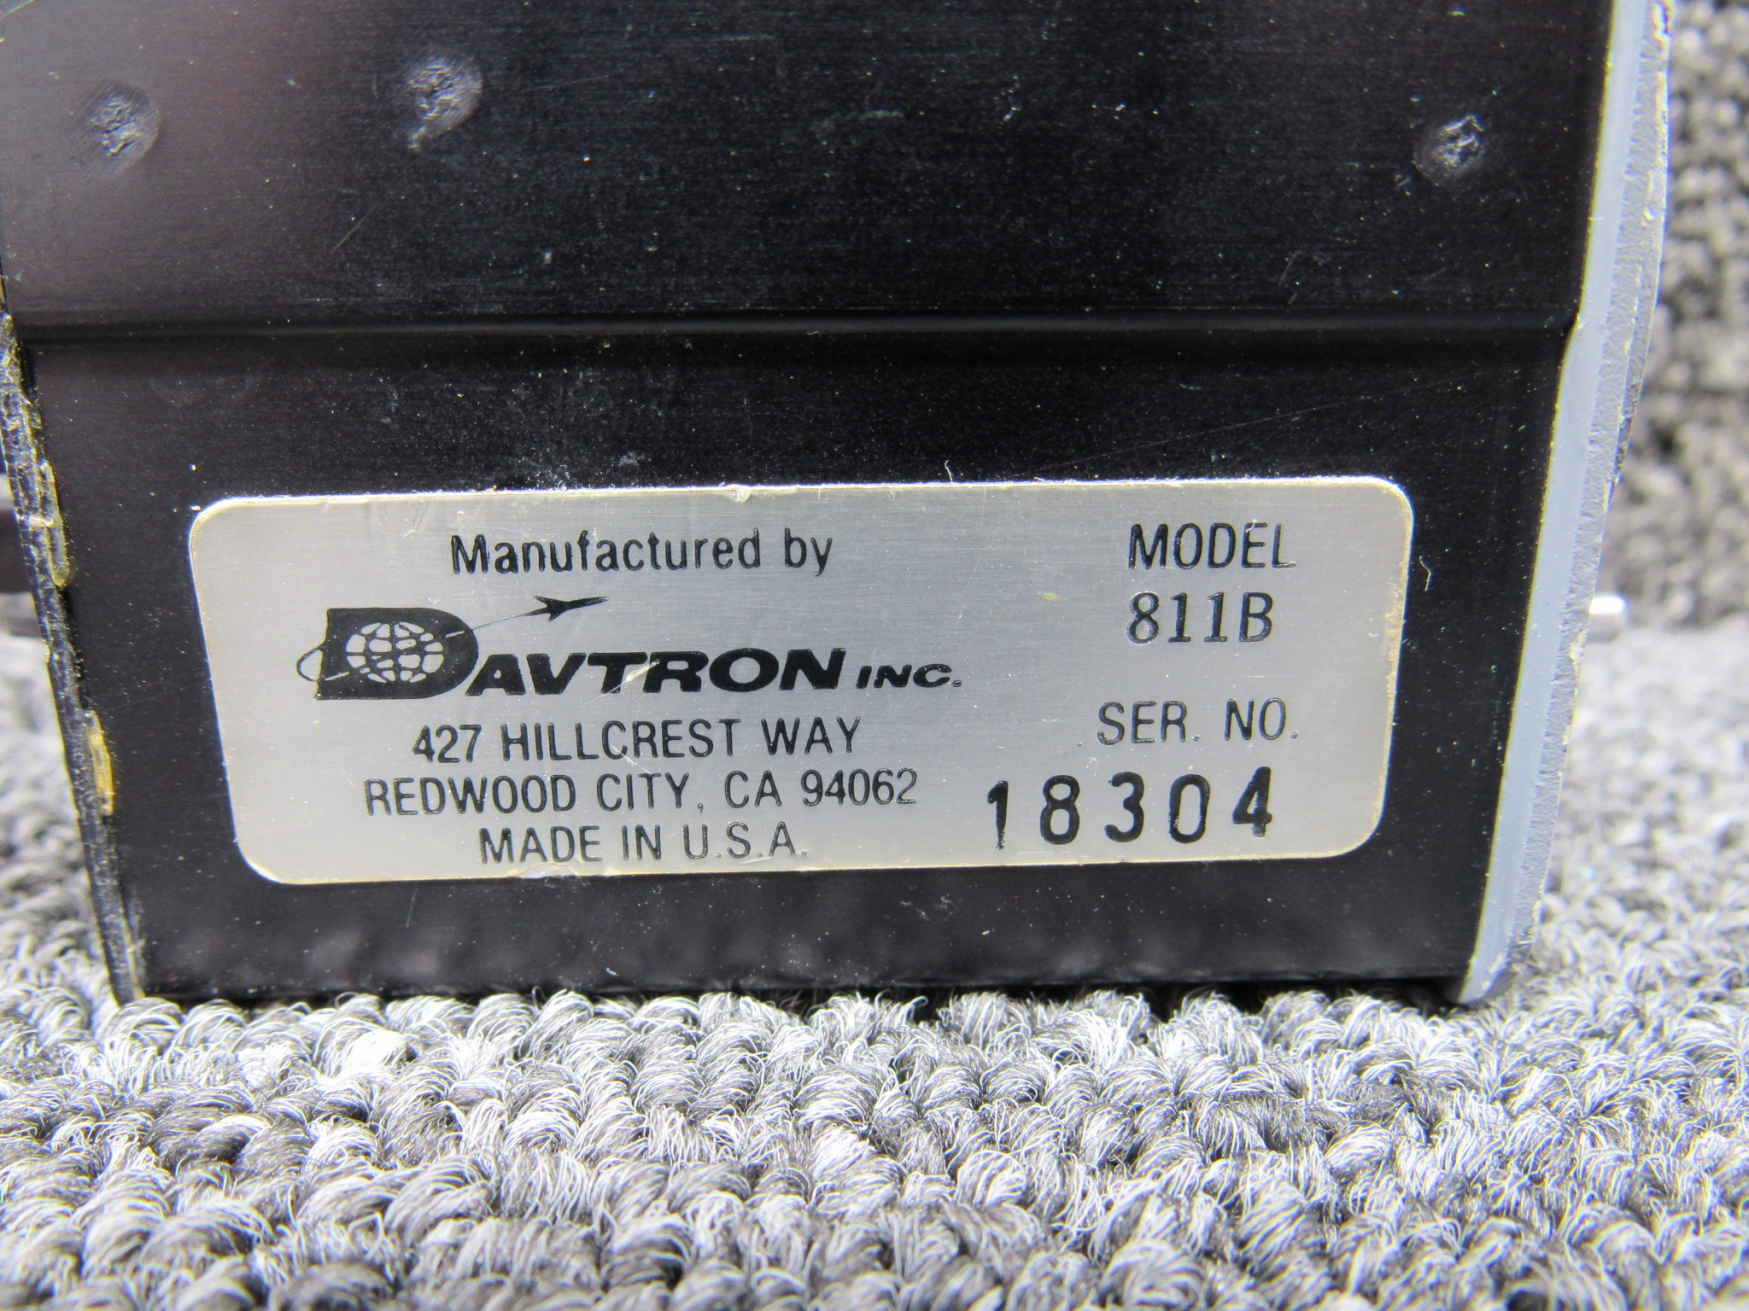 Manufactured by
DAVTRON INC.
427 HILLCREST WAY
REDWOOD CITY, CA 94062
MADE IN U.S.A.
MODEL
811B
SER. NO.
18304